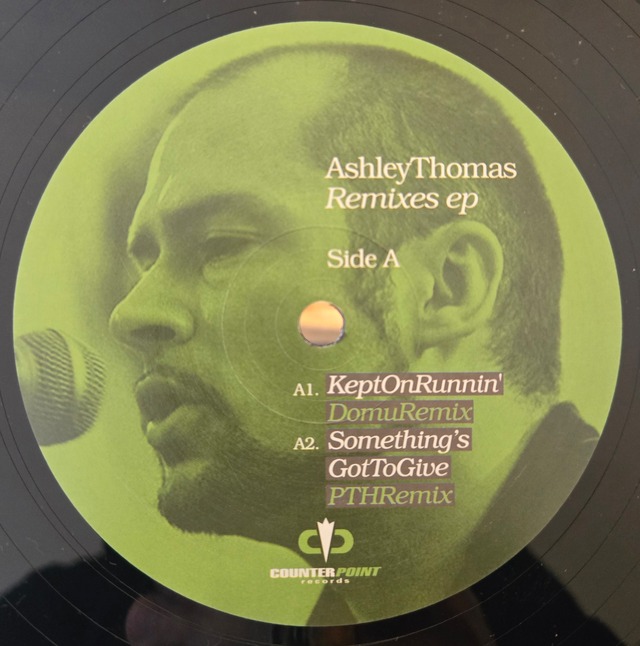 AshleyThomas
Remixes ep
Side A
A1. KeptOnRunnin'
DomuRemix
A2. Something's
GotToGive
PTHRemix
COUNTERPOINT
records